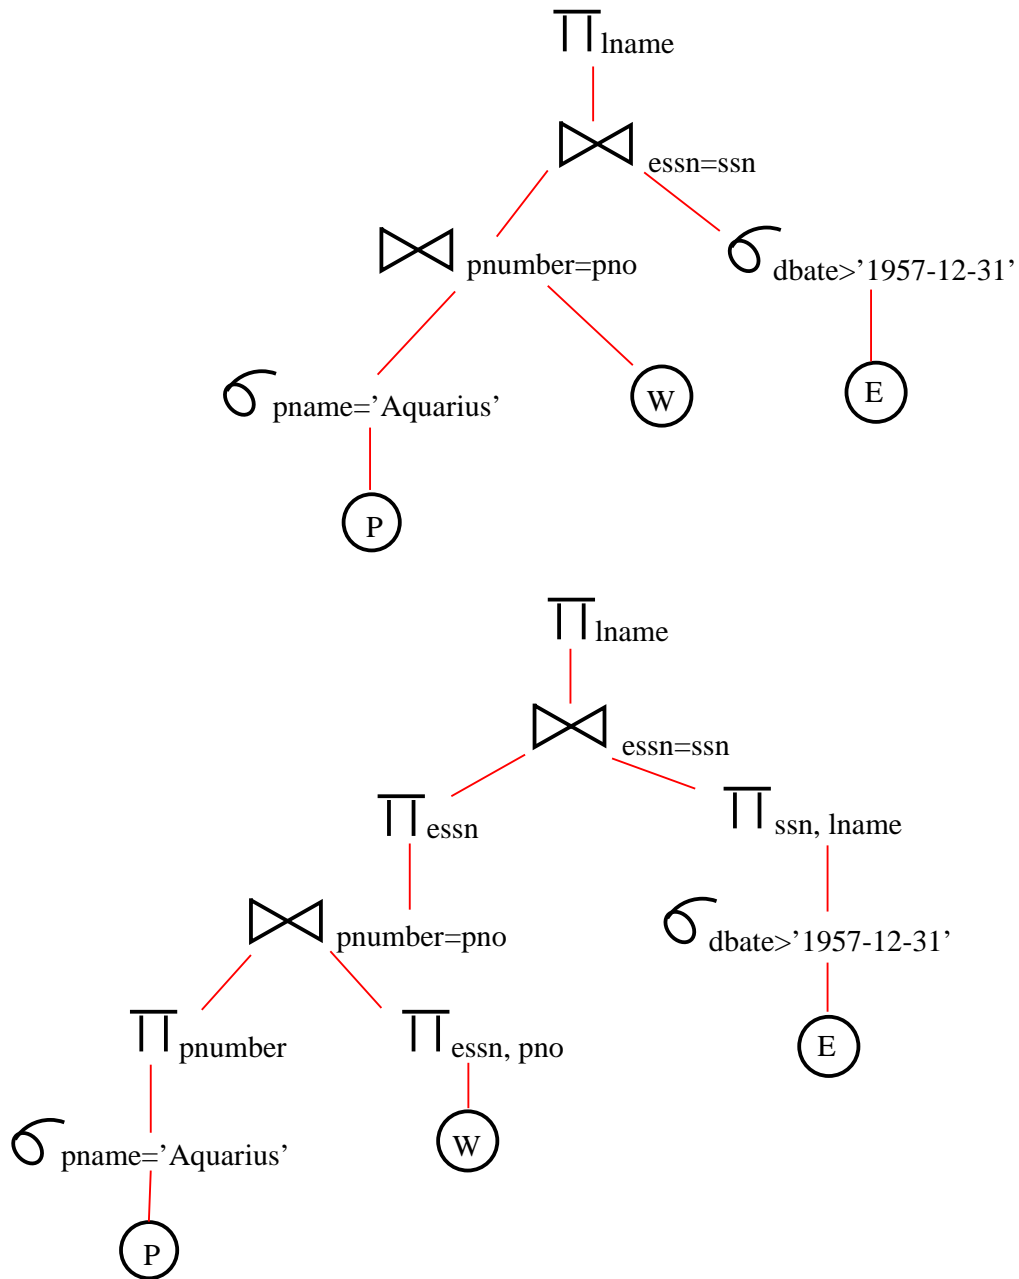 ∏ lname
⋈ essn=ssn
⋈ pnumber=pno
σ dbate>’1957-12-31’
σ pname=’Aquarius’
W
E
P
∏ lname
⋈ essn=ssn
∏ essn
∏ ssn, lname
⋈ pnumber=pno
σ dbate>’1957-12-31’
∏ pnumber
∏ essn, pno
E
σ pname=’Aquarius’
W
P